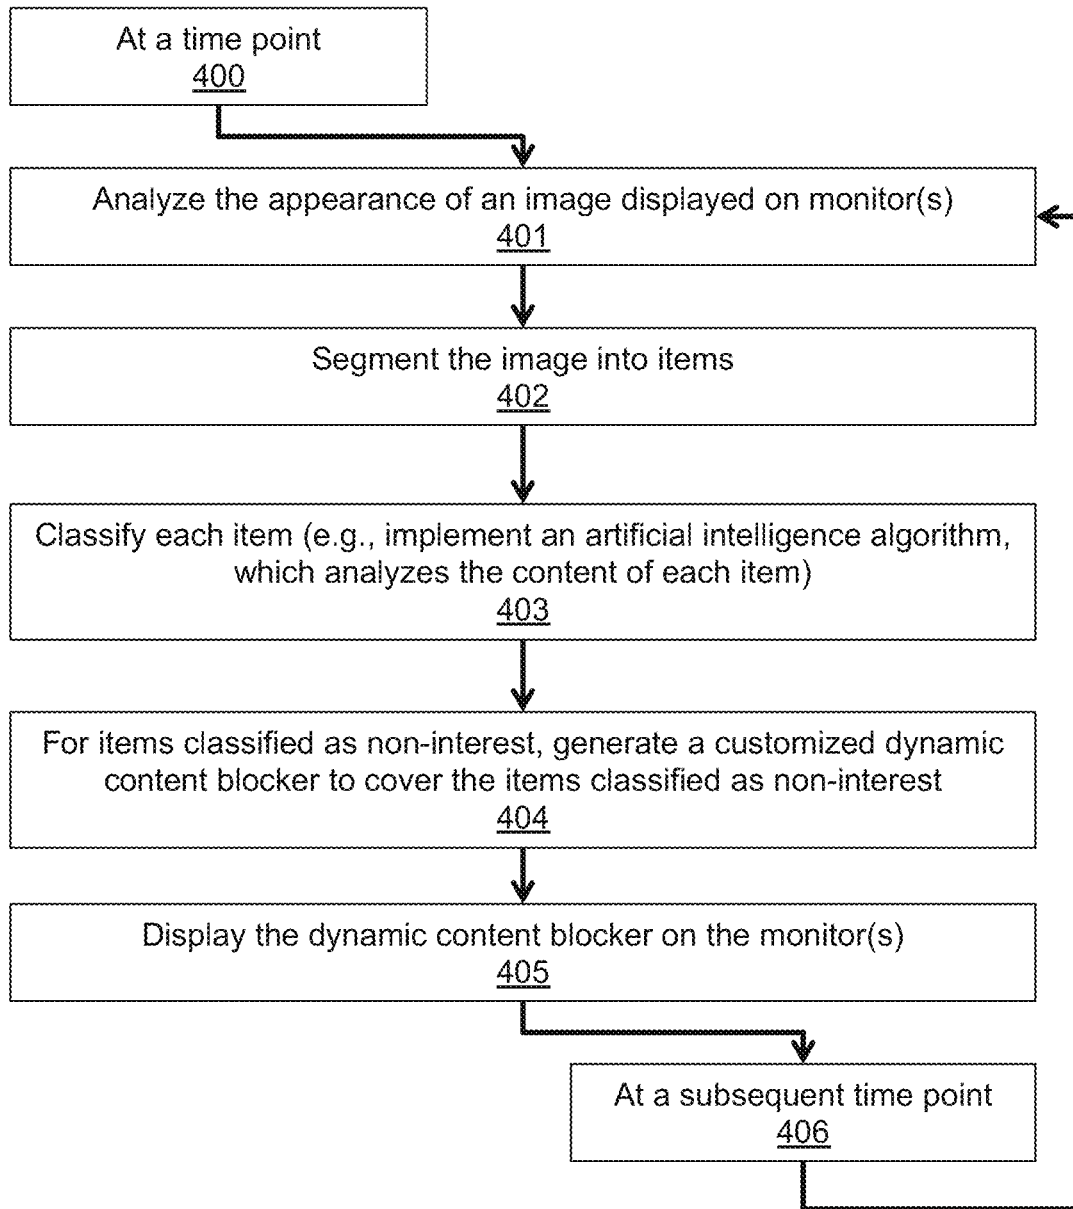 At a time point
400
Analyze the appearance of an image displayed on monitor(s)
401
Segment the image into items
402
Classify each item (e.g., implement an artificial intelligence algorithm,
which analyzes the content of each item)
403
For items classified as non-interest, generate a customized dynamic
content blocker to cover the items classified as non-interest
404
Display the dynamic content blocker on the monitor(s)
405
At a subsequent time point
406